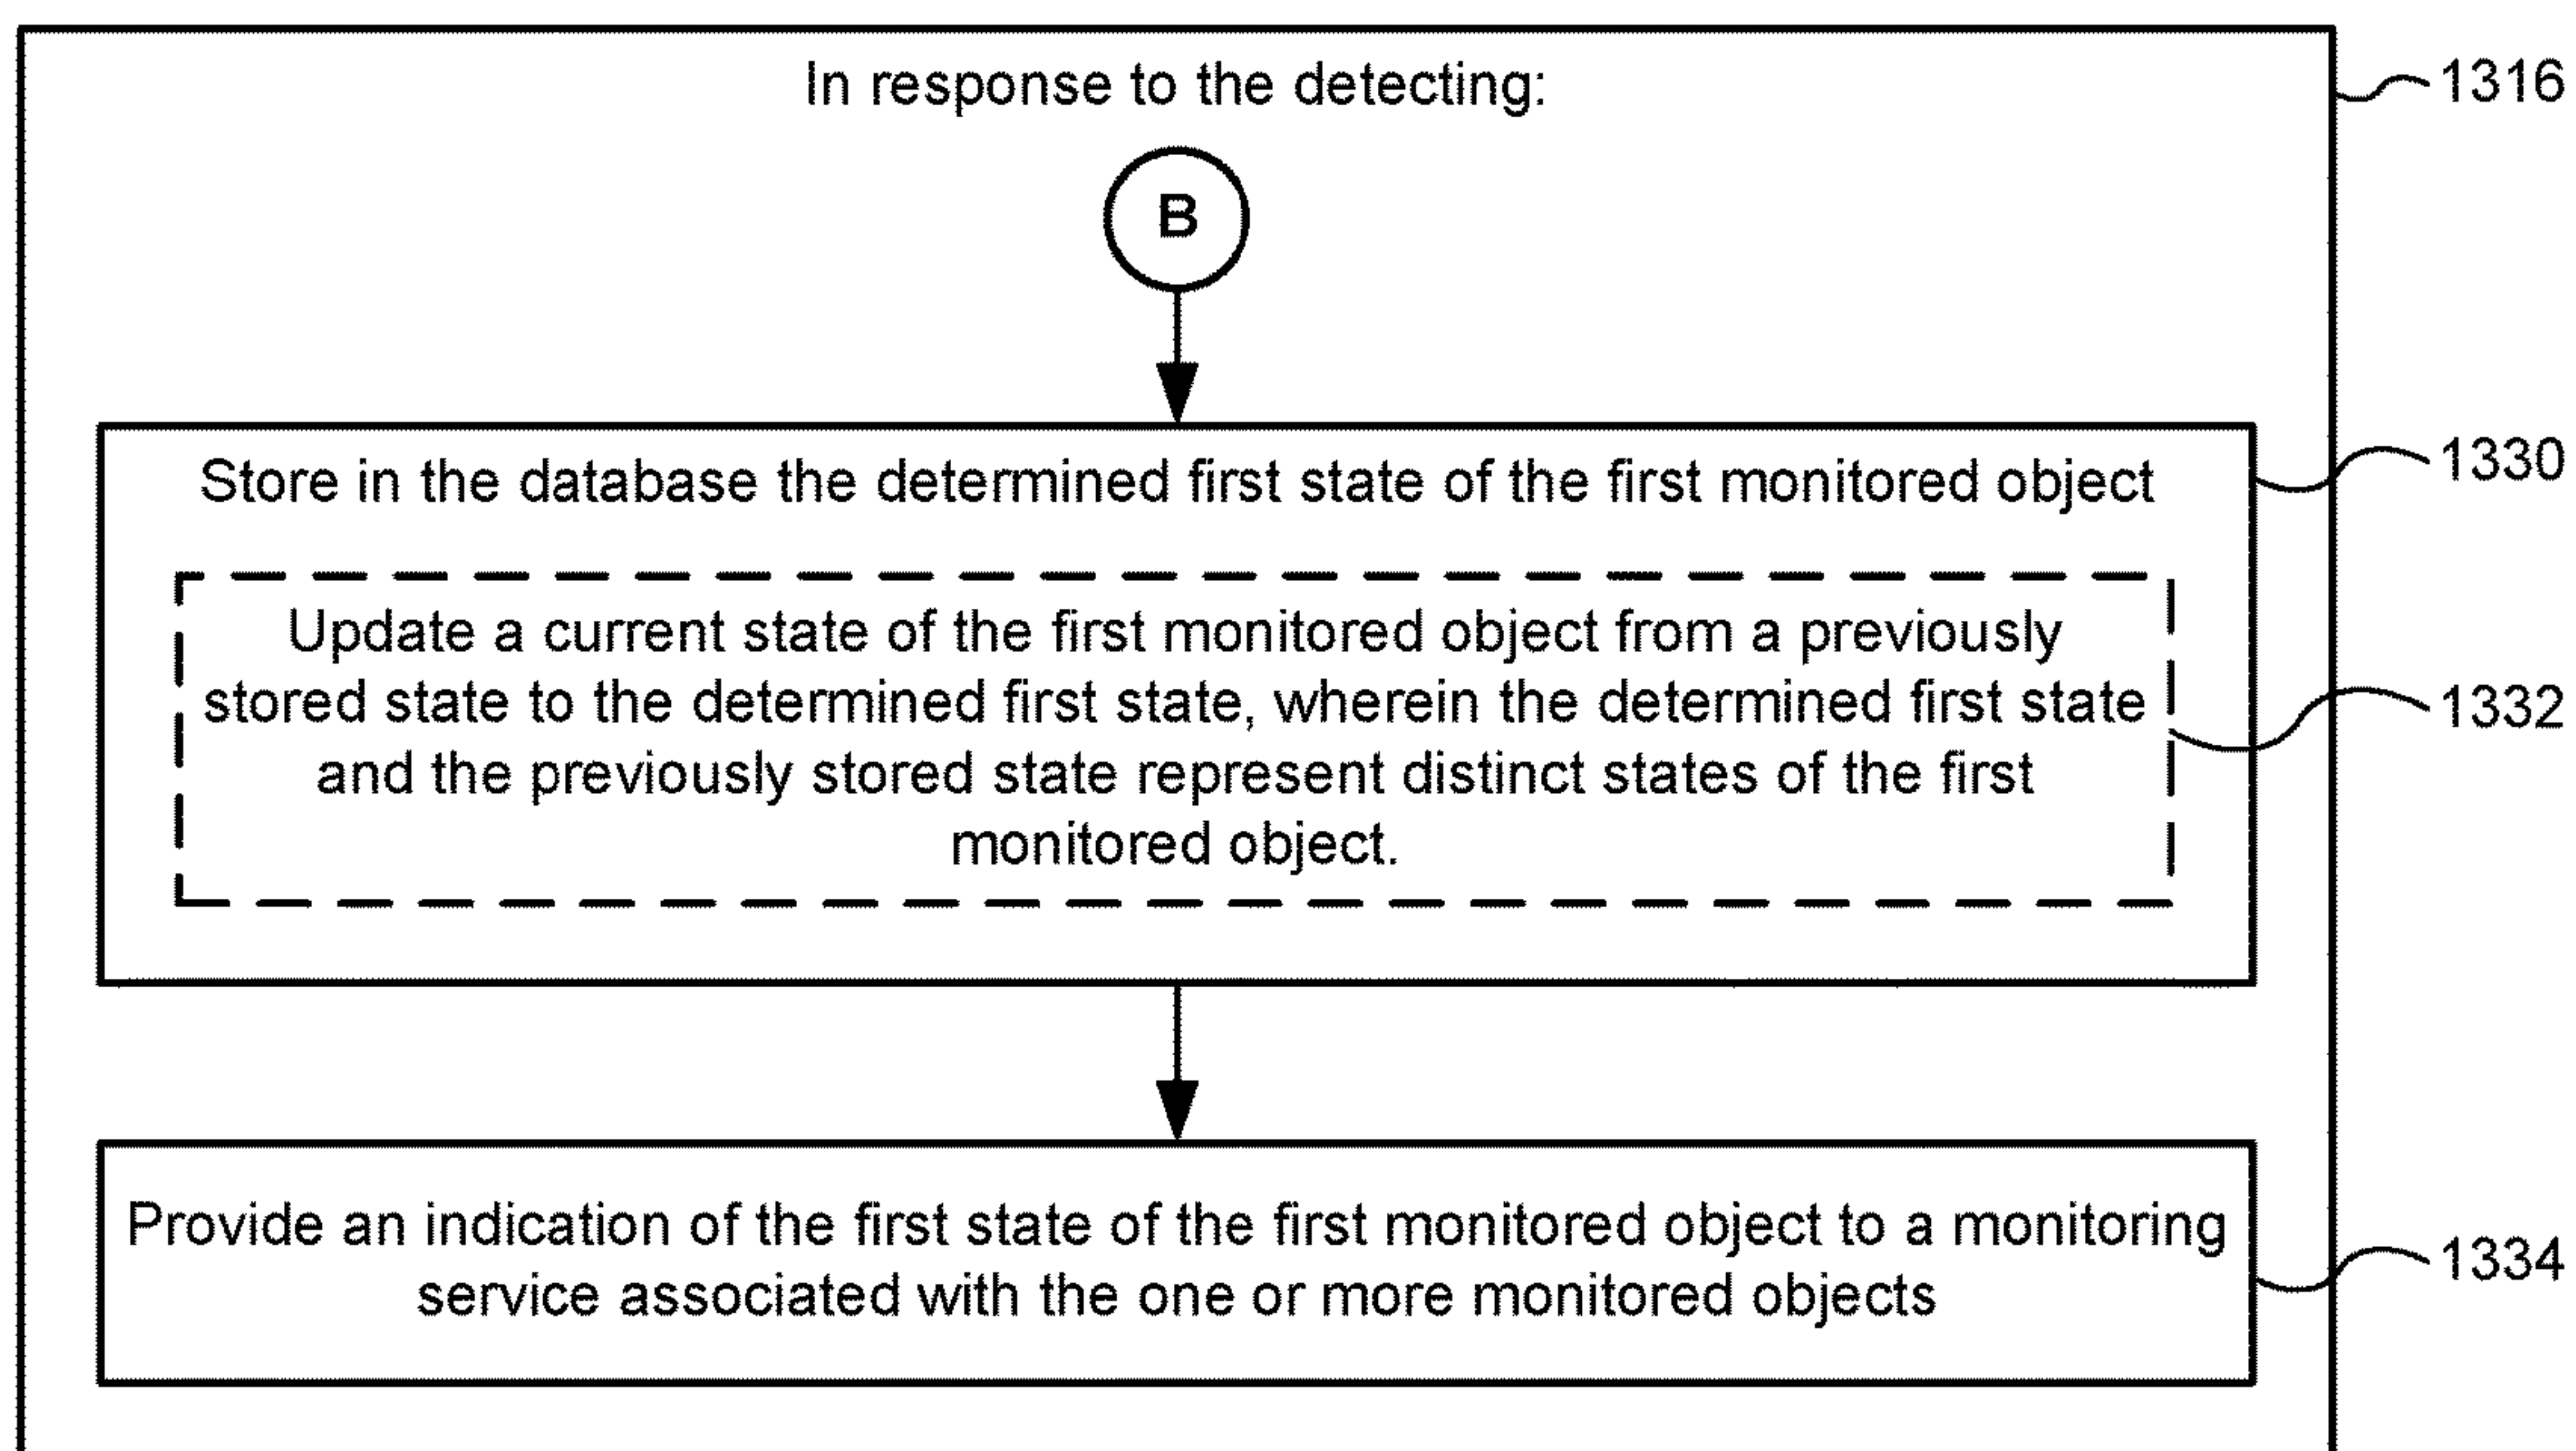 In response to the detecting:
1316
B
Store in the database the determined first state of the first monitored object
1330
Update a current state of the first monitored object from a previously
stored state to the determined first state, wherein the determined first state
1332
and the previously stored state represent distinct states of the first
monitored object.
Provide an indication of the first state of the first monitored object to a monitoring
service associated with the one or more monitored objects
1334